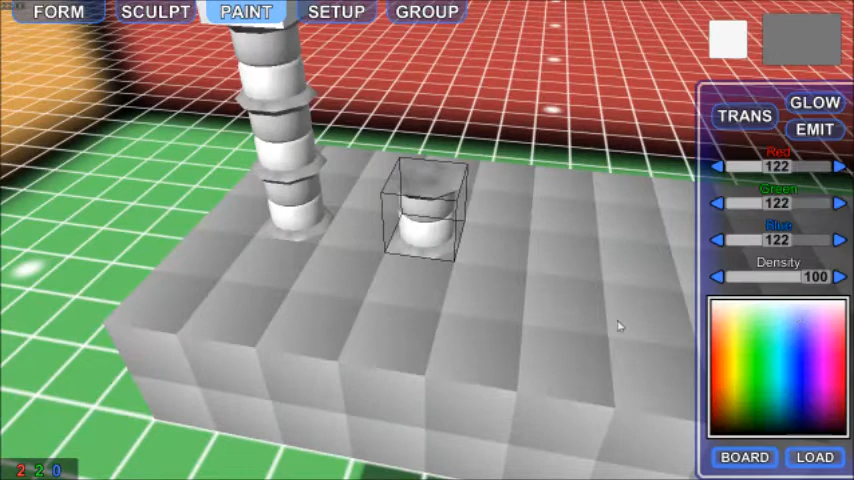 FORM SCULPT PAINT SETUP GROUP
TRANS GLOW
EMIT
Red
122
Green
122
Blue
122
Density
100
BOARD LOAD
2 2 0